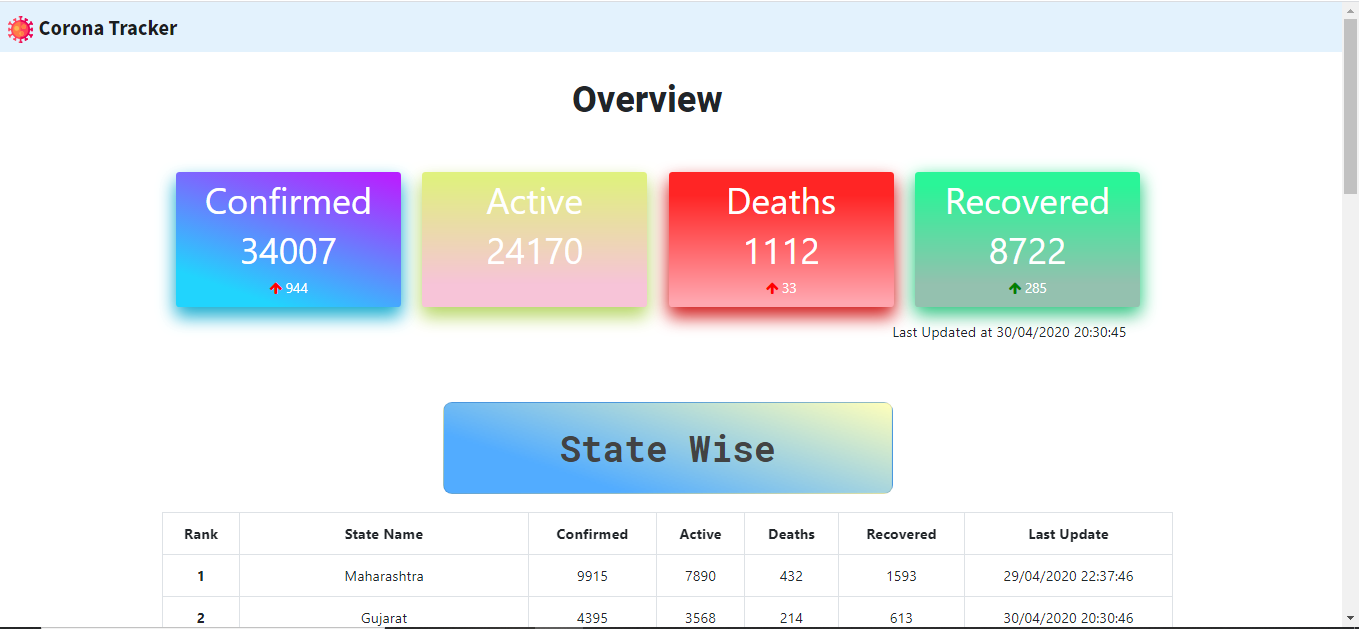 Corona Tracker
Overview
Confirmed Active Deaths Recovered
34007 24170 1112 8722
944 33 285
Last Updated at 30/04/2020 20:30:45
State Wise
Rank State Name Confirmed Active Deaths Recovered Last Update
1 Maharashtra 9915 7890 432 1593 29/04/2020 22:37:46
2 Gujarat 4395 3568 214 613 30/04/2020 20:30:46